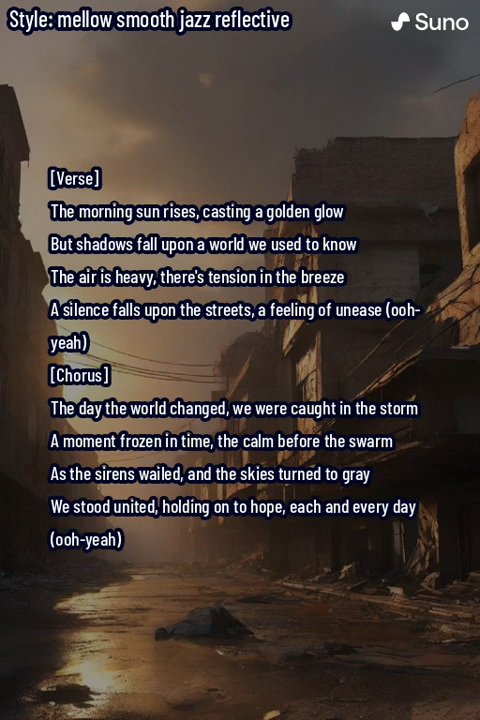 Style: mellow smooth jazz reflective
Suno
[Verse]
The morning sun rises, casting a golden glow
But shadows fall upon a world we used to know
The air is heavy, there's tension in the breeze
A silence falls upon the streets, a feeling of unease (ooh-
yeah)
[Chorus]
The day the world changed, we were caught in the storm
A moment frozen in time, the calm before the swarm
As the sirens wailed, and the skies turned to gray
We stood united, holding on to hope, each and every day
(ooh-yeah)